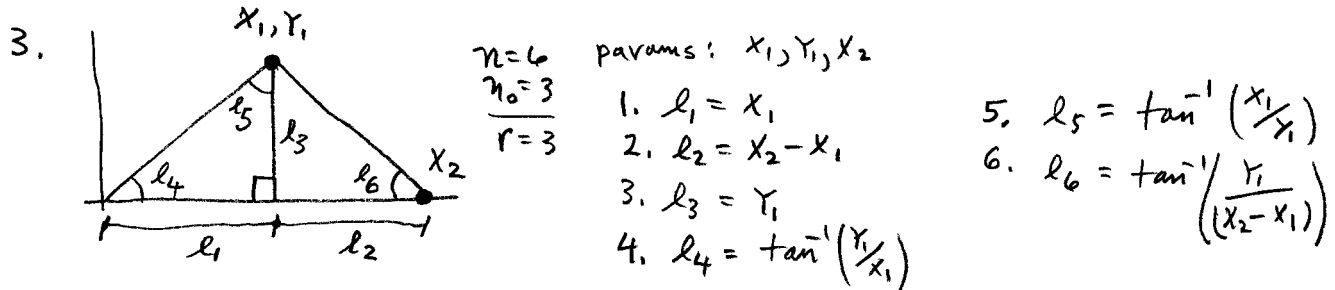 3.
X₁, Y₁
l₅
l₃
l₄
l₆
X₂
l₁
l₂
n=6
n₀=3
r=3
params: X₁, Y₁, X₂
1. l₁ = X₁
2. l₂ = X₂-X₁
3. l₃ = Y₁
4. l₄ = tan⁻¹(Y₁/X₁)
5. l₅ = tan⁻¹(X₁/Y₁)
6. l₆ = tan⁻¹(Y₁/(X₂-X₁))